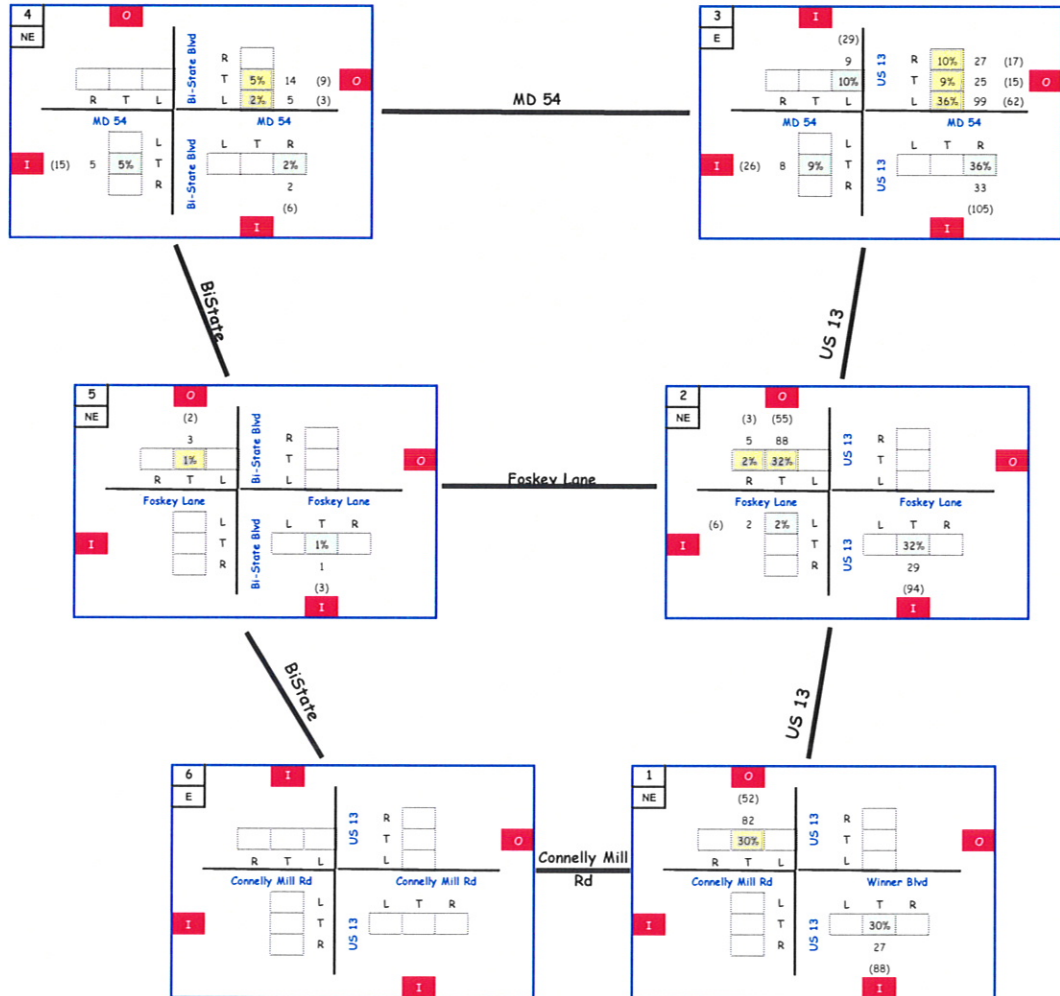 4
NE
O
R
T 5% 14 (9)
L 2% 5 (3)
O
R T L
Bi-State Blvd
MD 54
MD 54
I (15) 5 5%
L
T
R
Bi-State Blvd
L T R
2%
2
(6)
I
MD 54
3
E
I
(29)
9
10%
R T L
US 13
R 10% 27 (17)
T 9% 25 (15)
L 36% 99 (62)
O
MD 54
MD 54
I (26) 8 9%
L
T
R
US 13
L T R
36%
33
(105)
I
BiState
US 13
5
NE
O
(2)
3
1%
R T L
Bi-State Blvd
R
T
L
O
Foskey Lane
Foskey Lane
I
L
T
R
Bi-State Blvd
L T R
1%
1
(3)
I
Foskey Lane
2
NE
O
(3) (55)
5 88
2% 32%
R T L
US 13
R
T
L
O
Foskey Lane
Foskey Lane
(6) 2 2% L
I
T
R
US 13
L T R
32%
29
(94)
I
BiState
US 13
6
E
I
R T L
US 13
R
T
L
O
Connelly Mill Rd
Connelly Mill Rd
I
L
T
R
US 13
L T R
I
Connelly Mill
Rd
1
NE
O
(52)
82
30%
R T L
US 13
R
T
L
O
Connelly Mill Rd
Winner Blvd
I
L
T
R
US 13
L T R
30%
27
(88)
I